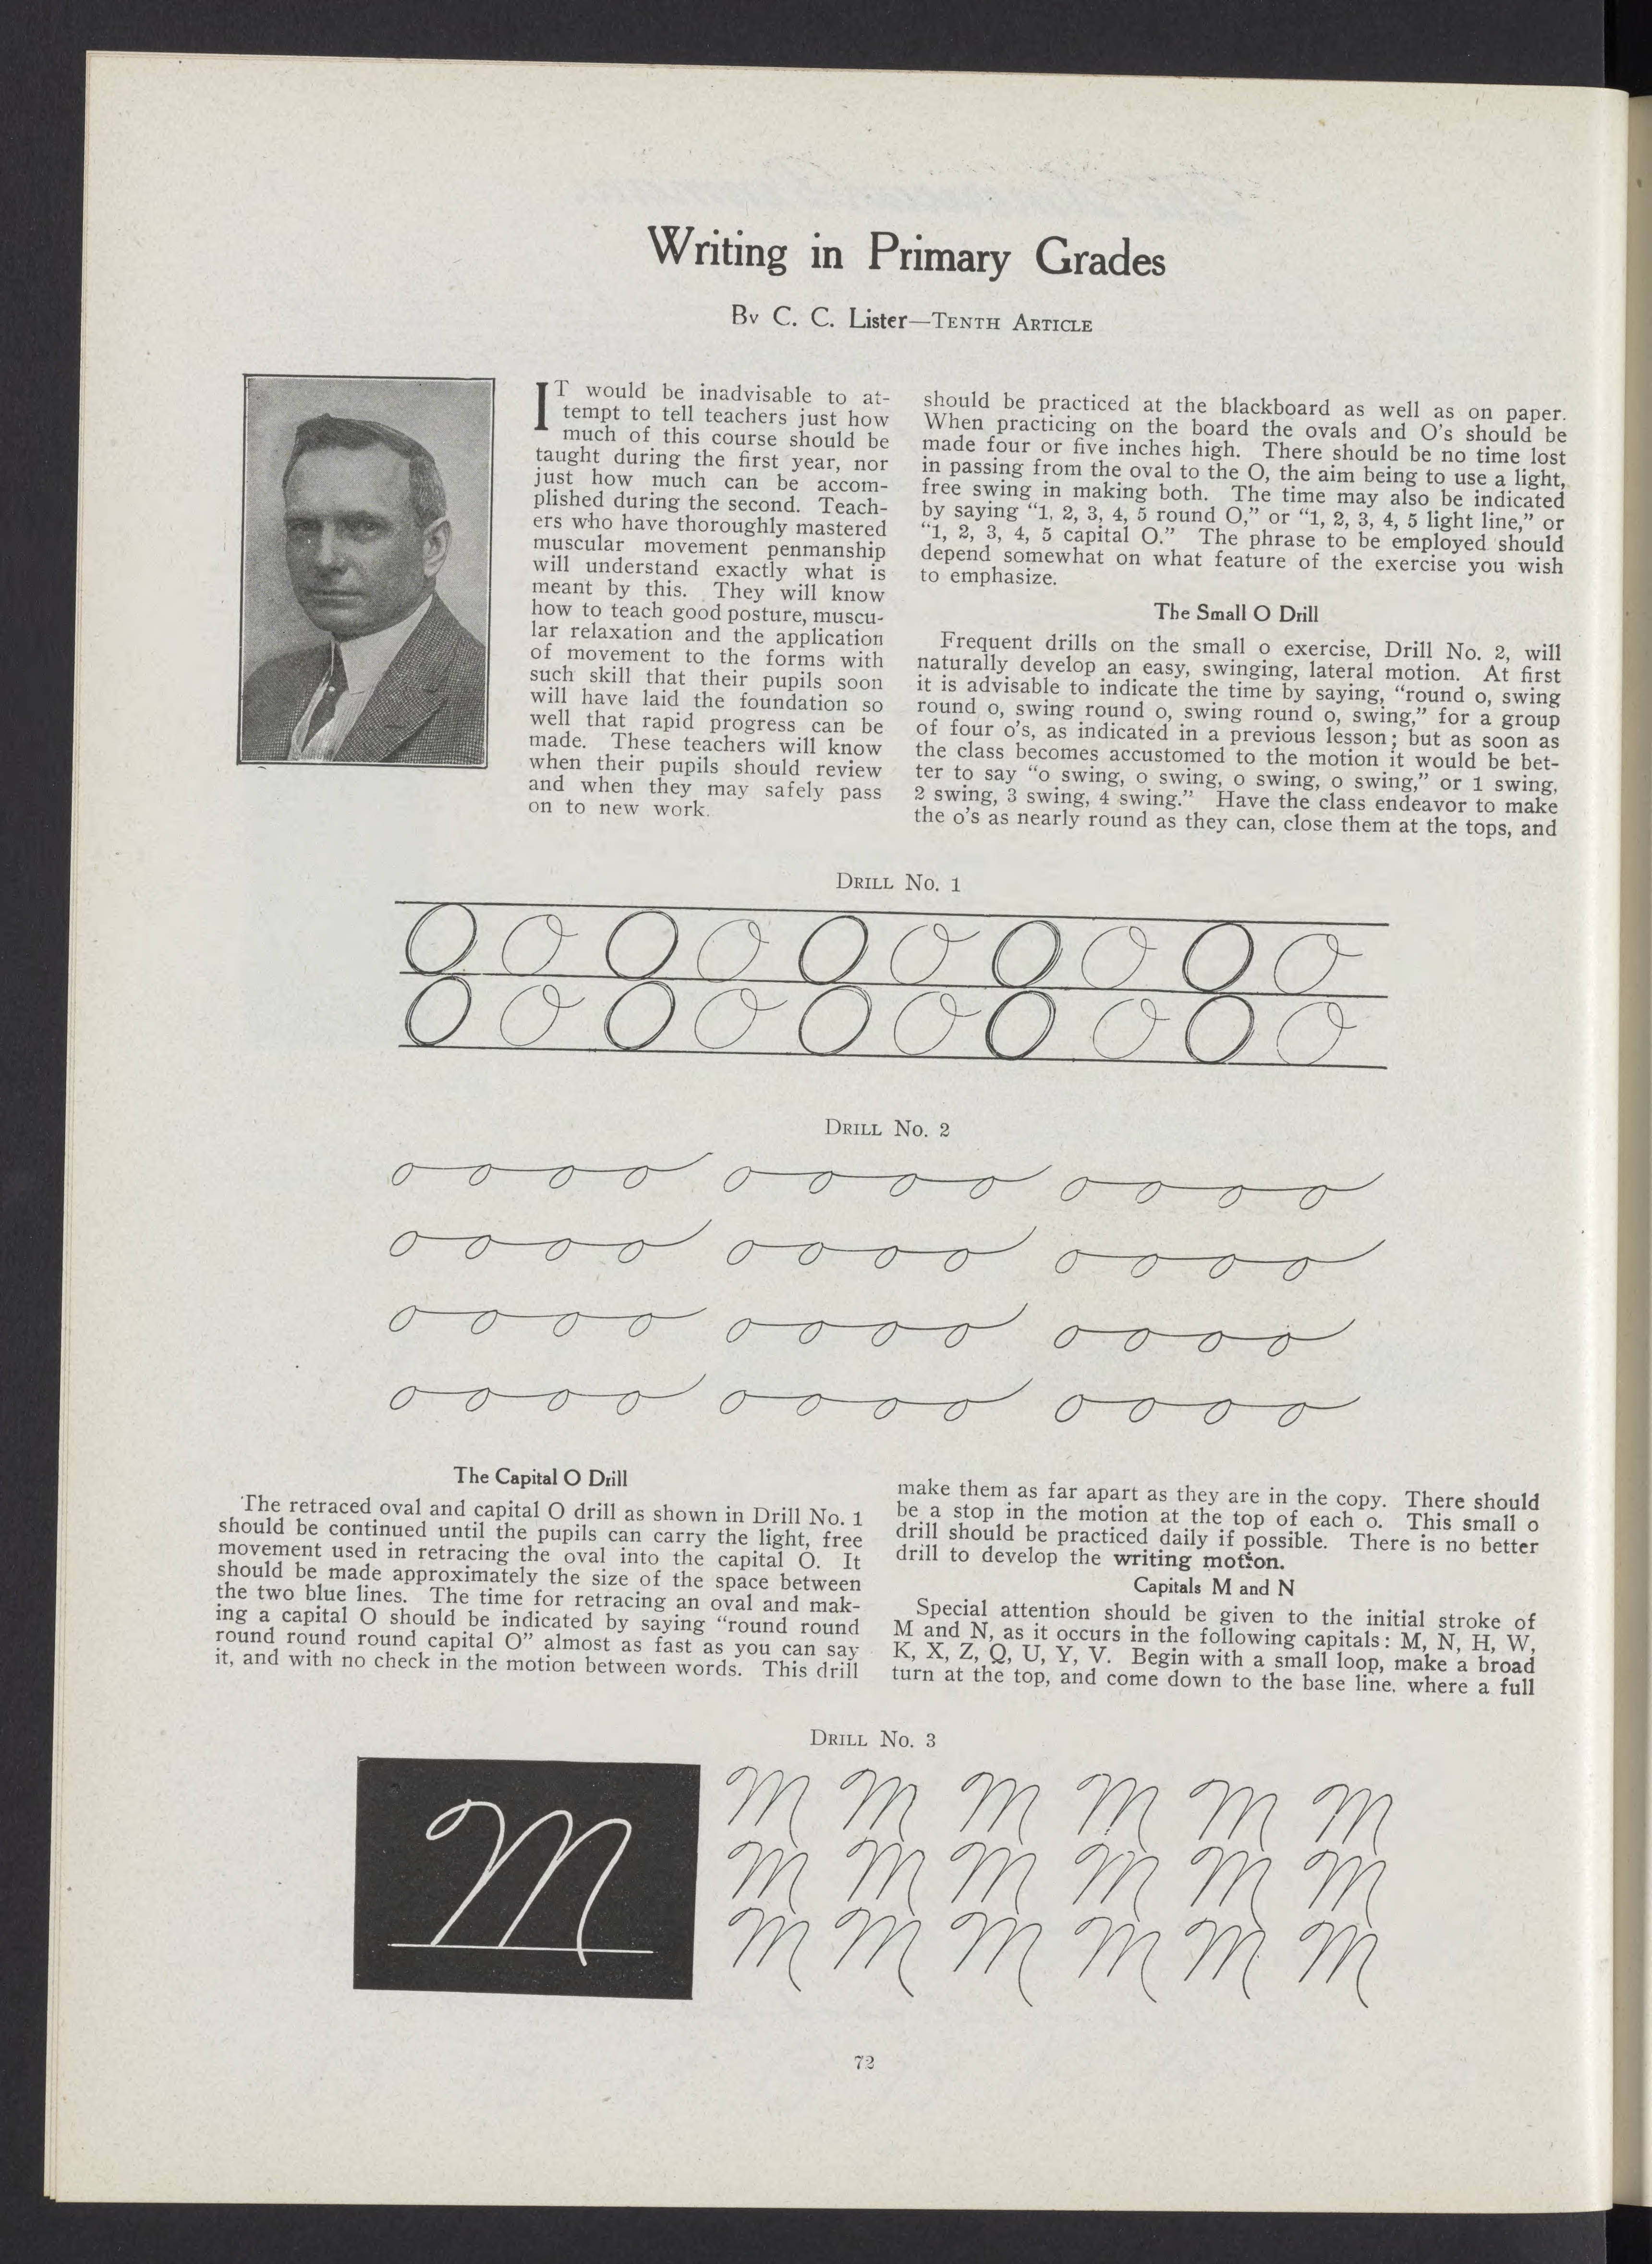 Writing in Primary Grades
By C. C. Lister—Tenth Article
IT would be inadvisable to at-
tempt to tell teachers just how
much of this course should be
taught during the first year, nor
just how much can be accom-
plished during the second. Teach-
ers who have thoroughly mastered
muscular movement penmanship
will understand exactly what is
meant by this. They will know
how to teach good posture, muscu-
lar relaxation and the application
of movement to the forms with
such skill that their pupils soon
will have laid the foundation so
well that rapid progress can be
made. These teachers will know
when their pupils should review
and when they may safely pass
on to new work.
should be practiced at the blackboard as well as on paper.
When practicing on the board the ovals and O's should be
made four or five inches high. There should be no time lost
in passing from the oval to the O, the aim being to use a light,
free swing in making both. The time may also be indicated
by saying "1, 2, 3, 4, 5 round O," or "1, 2, 3, 4, 5 light line," or
"1, 2, 3, 4, 5 capital O." The phrase to be employed should
depend somewhat on what feature of the exercise you wish
to emphasize.
The Small O Drill
Frequent drills on the small o exercise, Drill No. 2, will
naturally develop an easy, swinging, lateral motion. At first
it is advisable to indicate the time by saying, "round o, swing
round o, swing round o, swing round o, swing," for a group
of four o's, as indicated in a previous lesson; but as soon as
the class becomes accustomed to the motion it would be bet-
ter to say "o swing, o swing, o swing, o swing," or 1 swing,
2 swing, 3 swing, 4 swing." Have the class endeavor to make
the o's as nearly round as they can, close them at the tops, and
Drill No. 1
O O O O O O O O O O
O O O O O O O O O O
Drill No. 2
oooo oooo oooo
oooo oooo oooo
oooo oooo oooo
oooo oooo oooo
The Capital O Drill
The retraced oval and capital O drill as shown in Drill No. 1
should be continued until the pupils can carry the light, free
movement used in retracing the oval into the capital O. It
should be made approximately the size of the space between
the two blue lines. The time for retracing an oval and mak-
ing a capital O should be indicated by saying "round round
round round round capital O" almost as fast as you can say
it, and with no check in the motion between words. This drill
make them as far apart as they are in the copy. There should
be a stop in the motion at the top of each o. This small o
drill should be practiced daily if possible. There is no better
drill to develop the writing motion.
Capitals M and N
Special attention should be given to the initial stroke of
M and N, as it occurs in the following capitals: M, N, H, W,
K, X, Z, Q, U, Y, V. Begin with a small loop, make a broad
turn at the top, and come down to the base line. where a full
Drill No. 3
M
M M M M M M
M M M M M M
M M M M M M
72